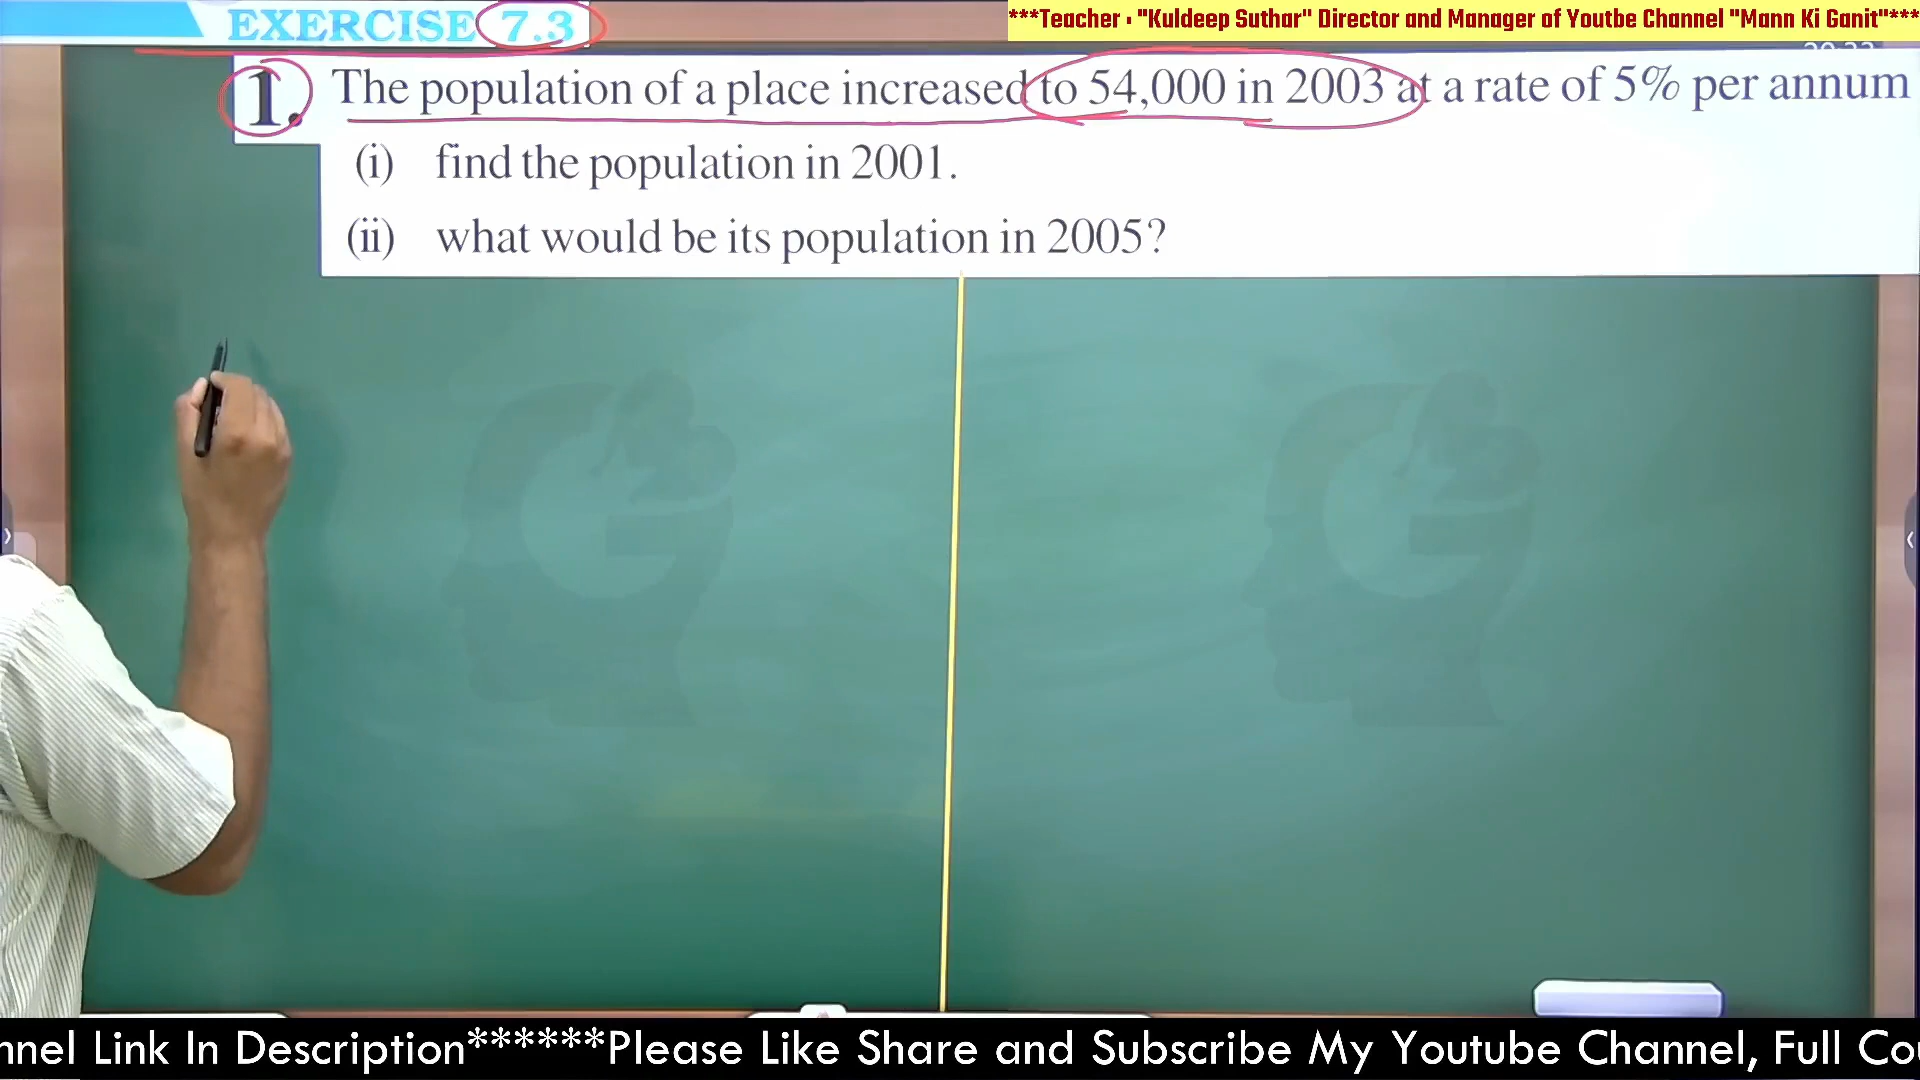 EXERCISE 7.3
***Teacher : "Kuldeep Suthar" Director and Manager of Youtbe Channel "Mann Ki Ganit"***
1. The population of a place increased to 54,000 in 2003 at a rate of 5% per annum
(i) find the population in 2001.
(ii) what would be its population in 2005?
nnel Link In Description******Please Like Share and Subscribe My Youtube Channel, Full Cou